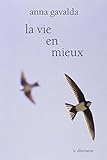 anna gavalda
la vie
en
mieux
le dilettante